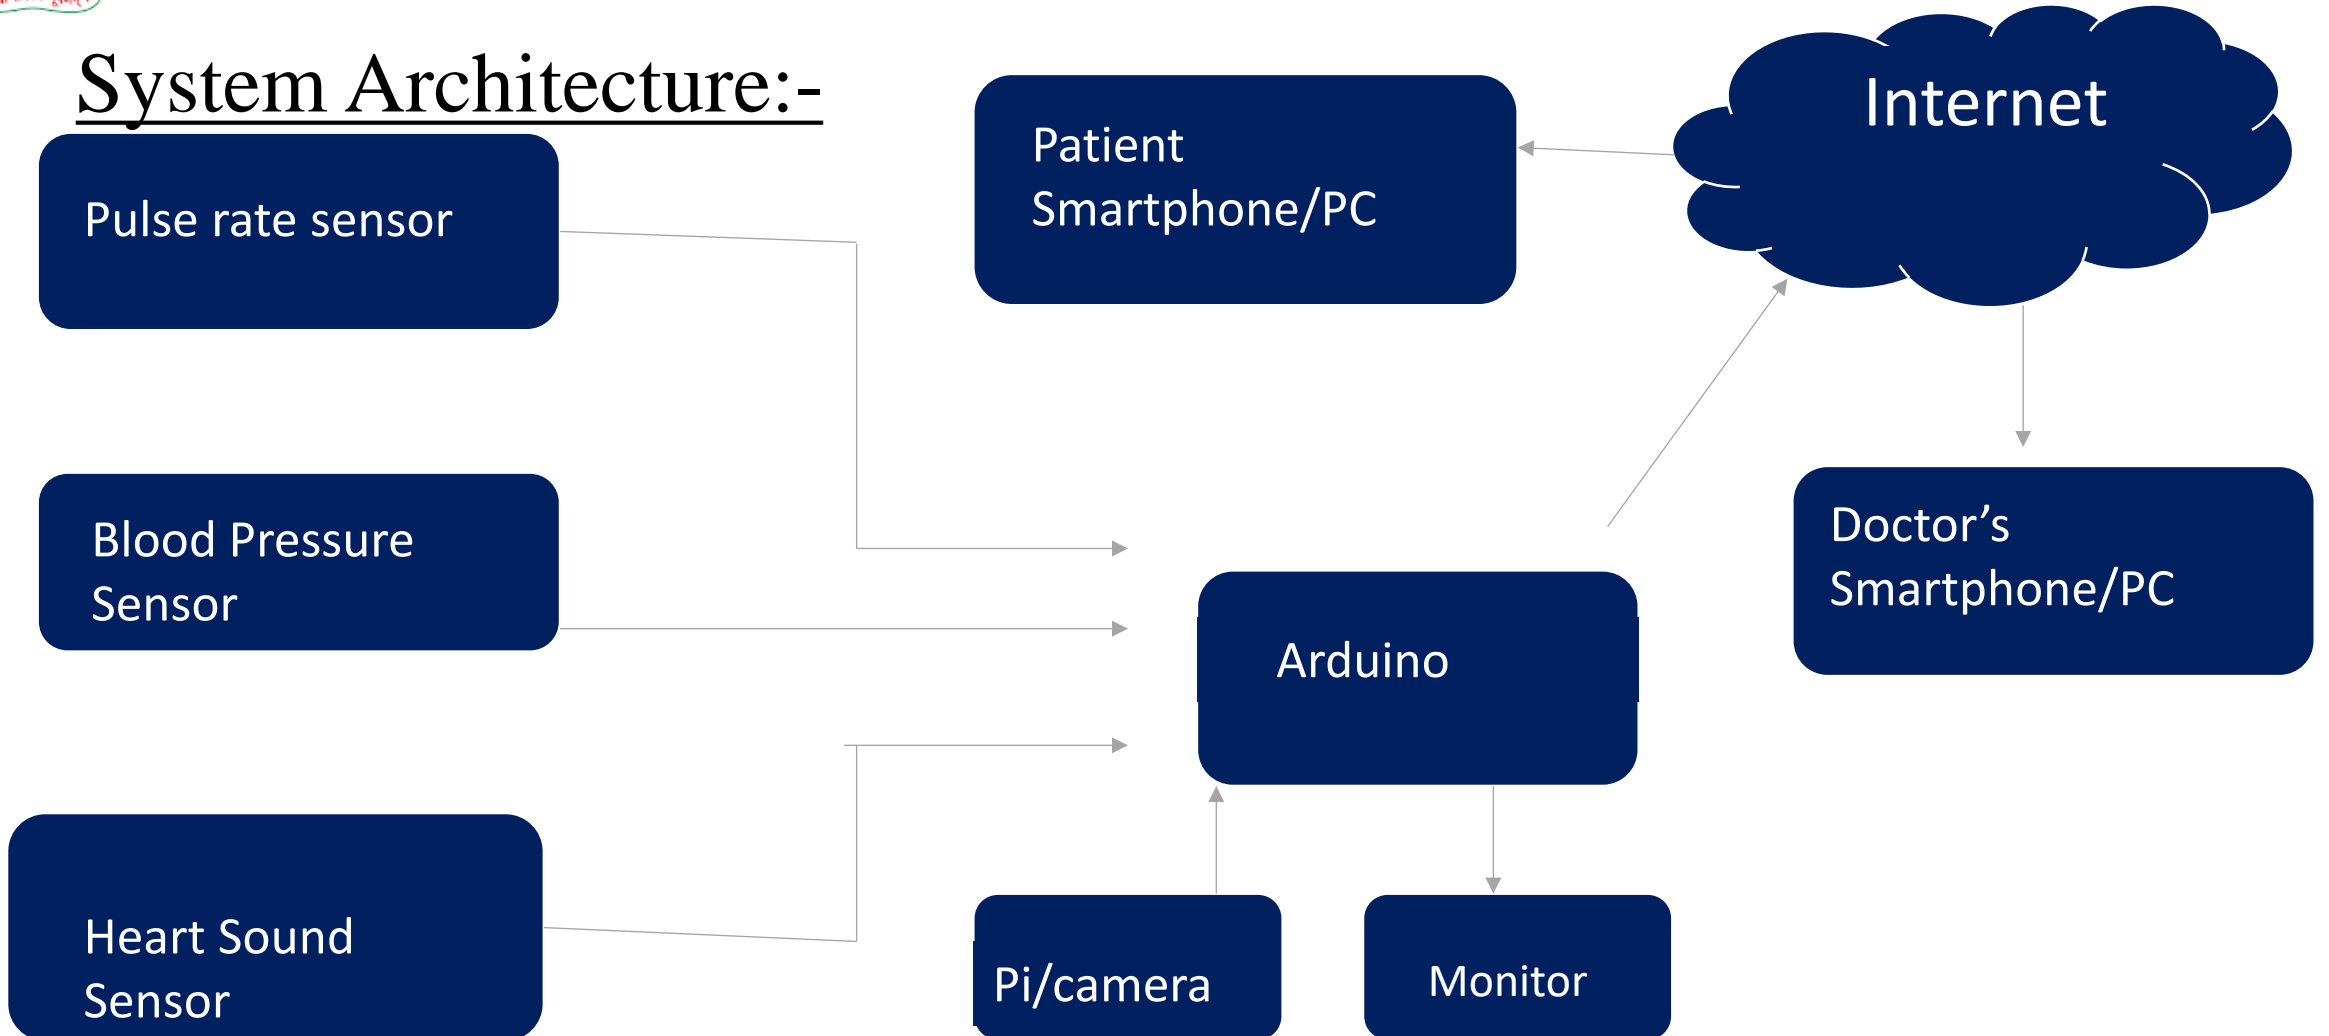 System Architecture:-
Pulse rate sensor
Patient
Smartphone/PC
Internet
Blood Pressure
Sensor
Doctor’s
Smartphone/PC
Arduino
Heart Sound
Sensor
Pi/camera
Monitor